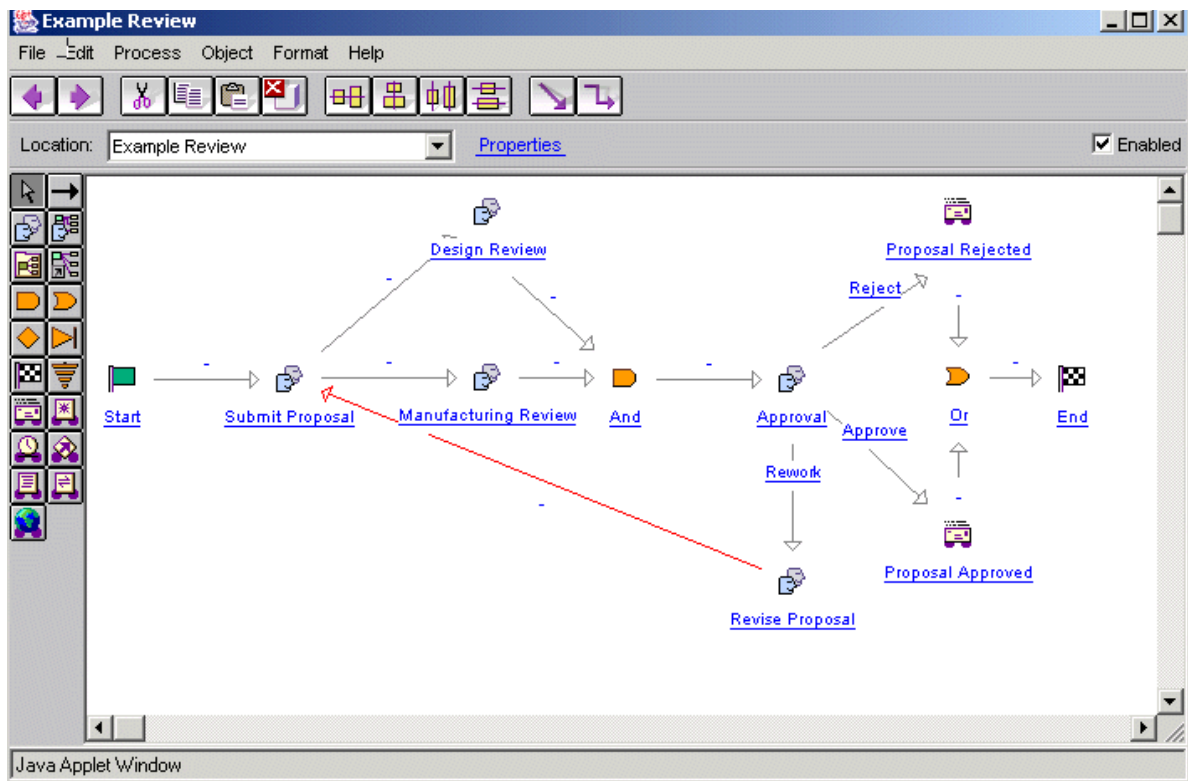 Example Review
File Edit Process Object Format Help
Location: Example Review Properties Enabled
Design Review
Proposal Rejected
Reject
Start
Submit Proposal
Manufacturing Review
And
Approval
Approve
Or
End
Rework
Proposal Approved
Revise Proposal
Java Applet Window